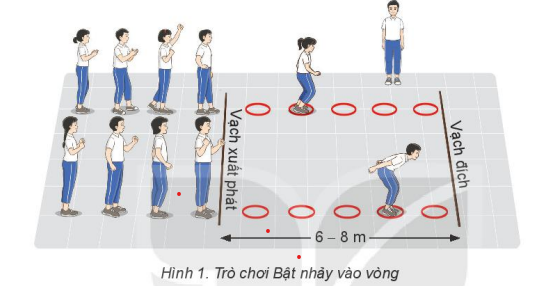 Vạch xuất phát
Vạch đích
6 – 8 m
Hình 1. Trò chơi Bật nhảy vào vòng